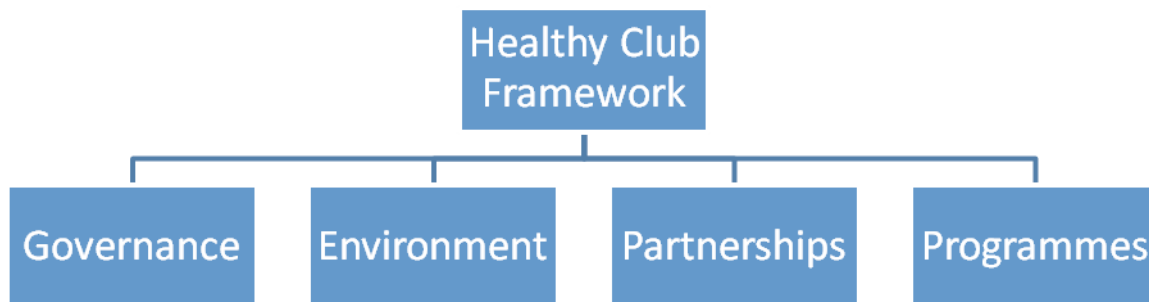 Healthy Club
Framework
Governance
Environment
Partnerships
Programmes